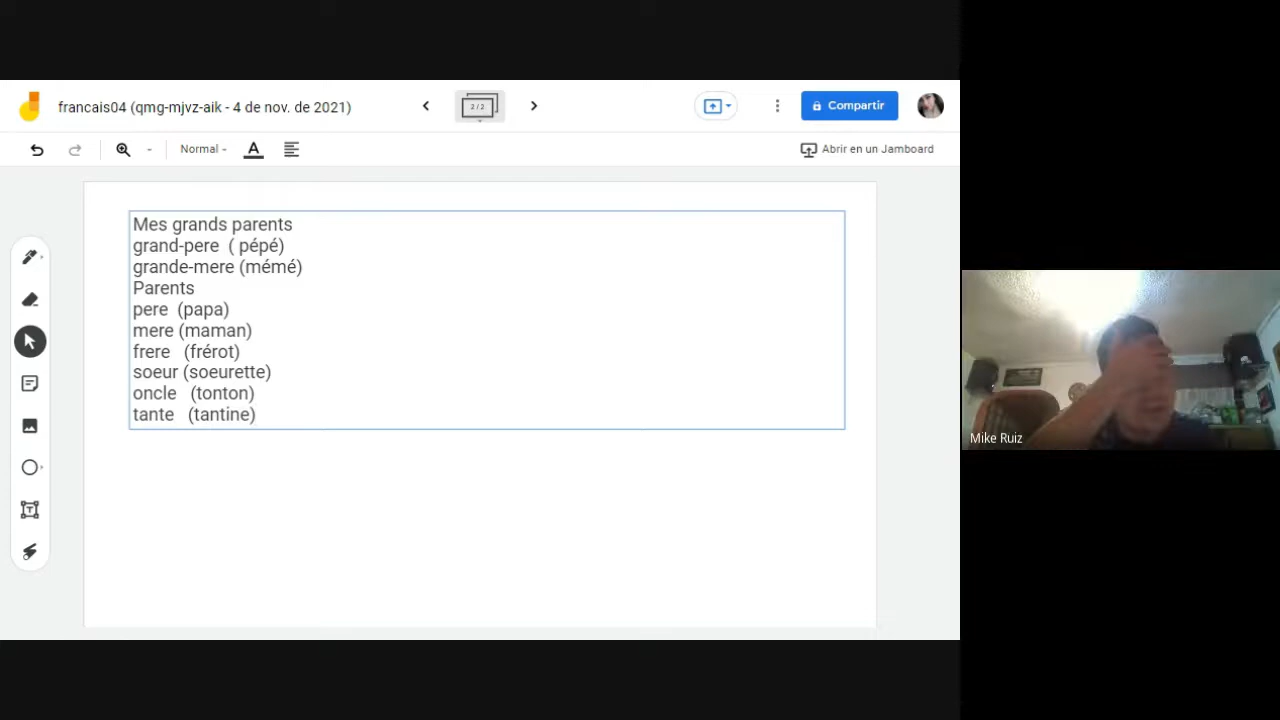 francais04 (qmg-mjvz-aik - 4 de nov. de 2021)
2 / 2
Compartir
Normal
A
Abrir en un Jamboard
Mes grands parents
grand-pere ( pépé)
grande-mere (mémé)
Parents
pere (papa)
mere (maman)
frere (frérot)
soeur (soeurette)
oncle (tonton)
tante (tantine)
Mike Ruiz